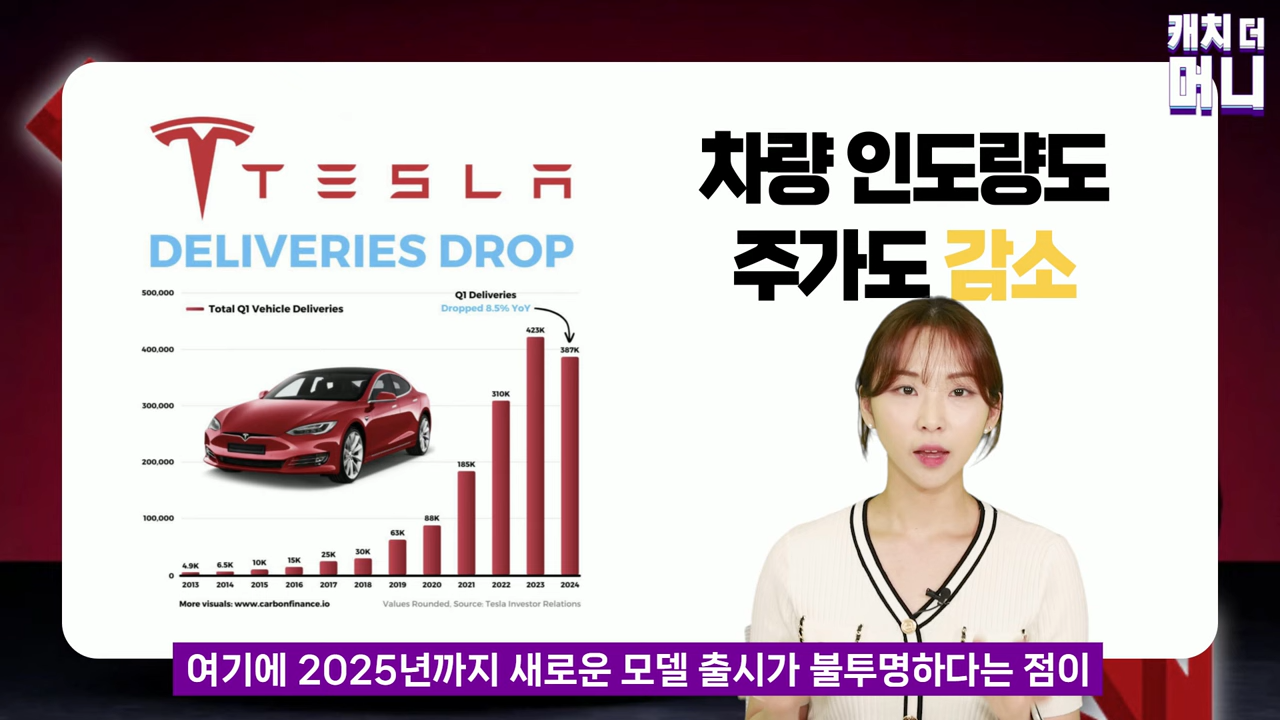 캐치 더
머니
TESLA
DELIVERIES DROP
차량 인도량도
주가도 감소
500,000
400,000
300,000
200,000
100,000
0
Total Q1 Vehicle Deliveries
Q1 Deliveries
Dropped 8.5% YoY
4.9K 6.5K 10K 15K 25K 30K 63K 88K 185K 310K 423K 387K
2013 2014 2015 2016 2017 2018 2019 2020 2021 2022 2023 2024
More visuals: www.carbonfinance.io
Values Rounded, Source: Tesla Investor Relations
여기에 2025년까지 새로운 모델 출시가 불투명하다는 점이